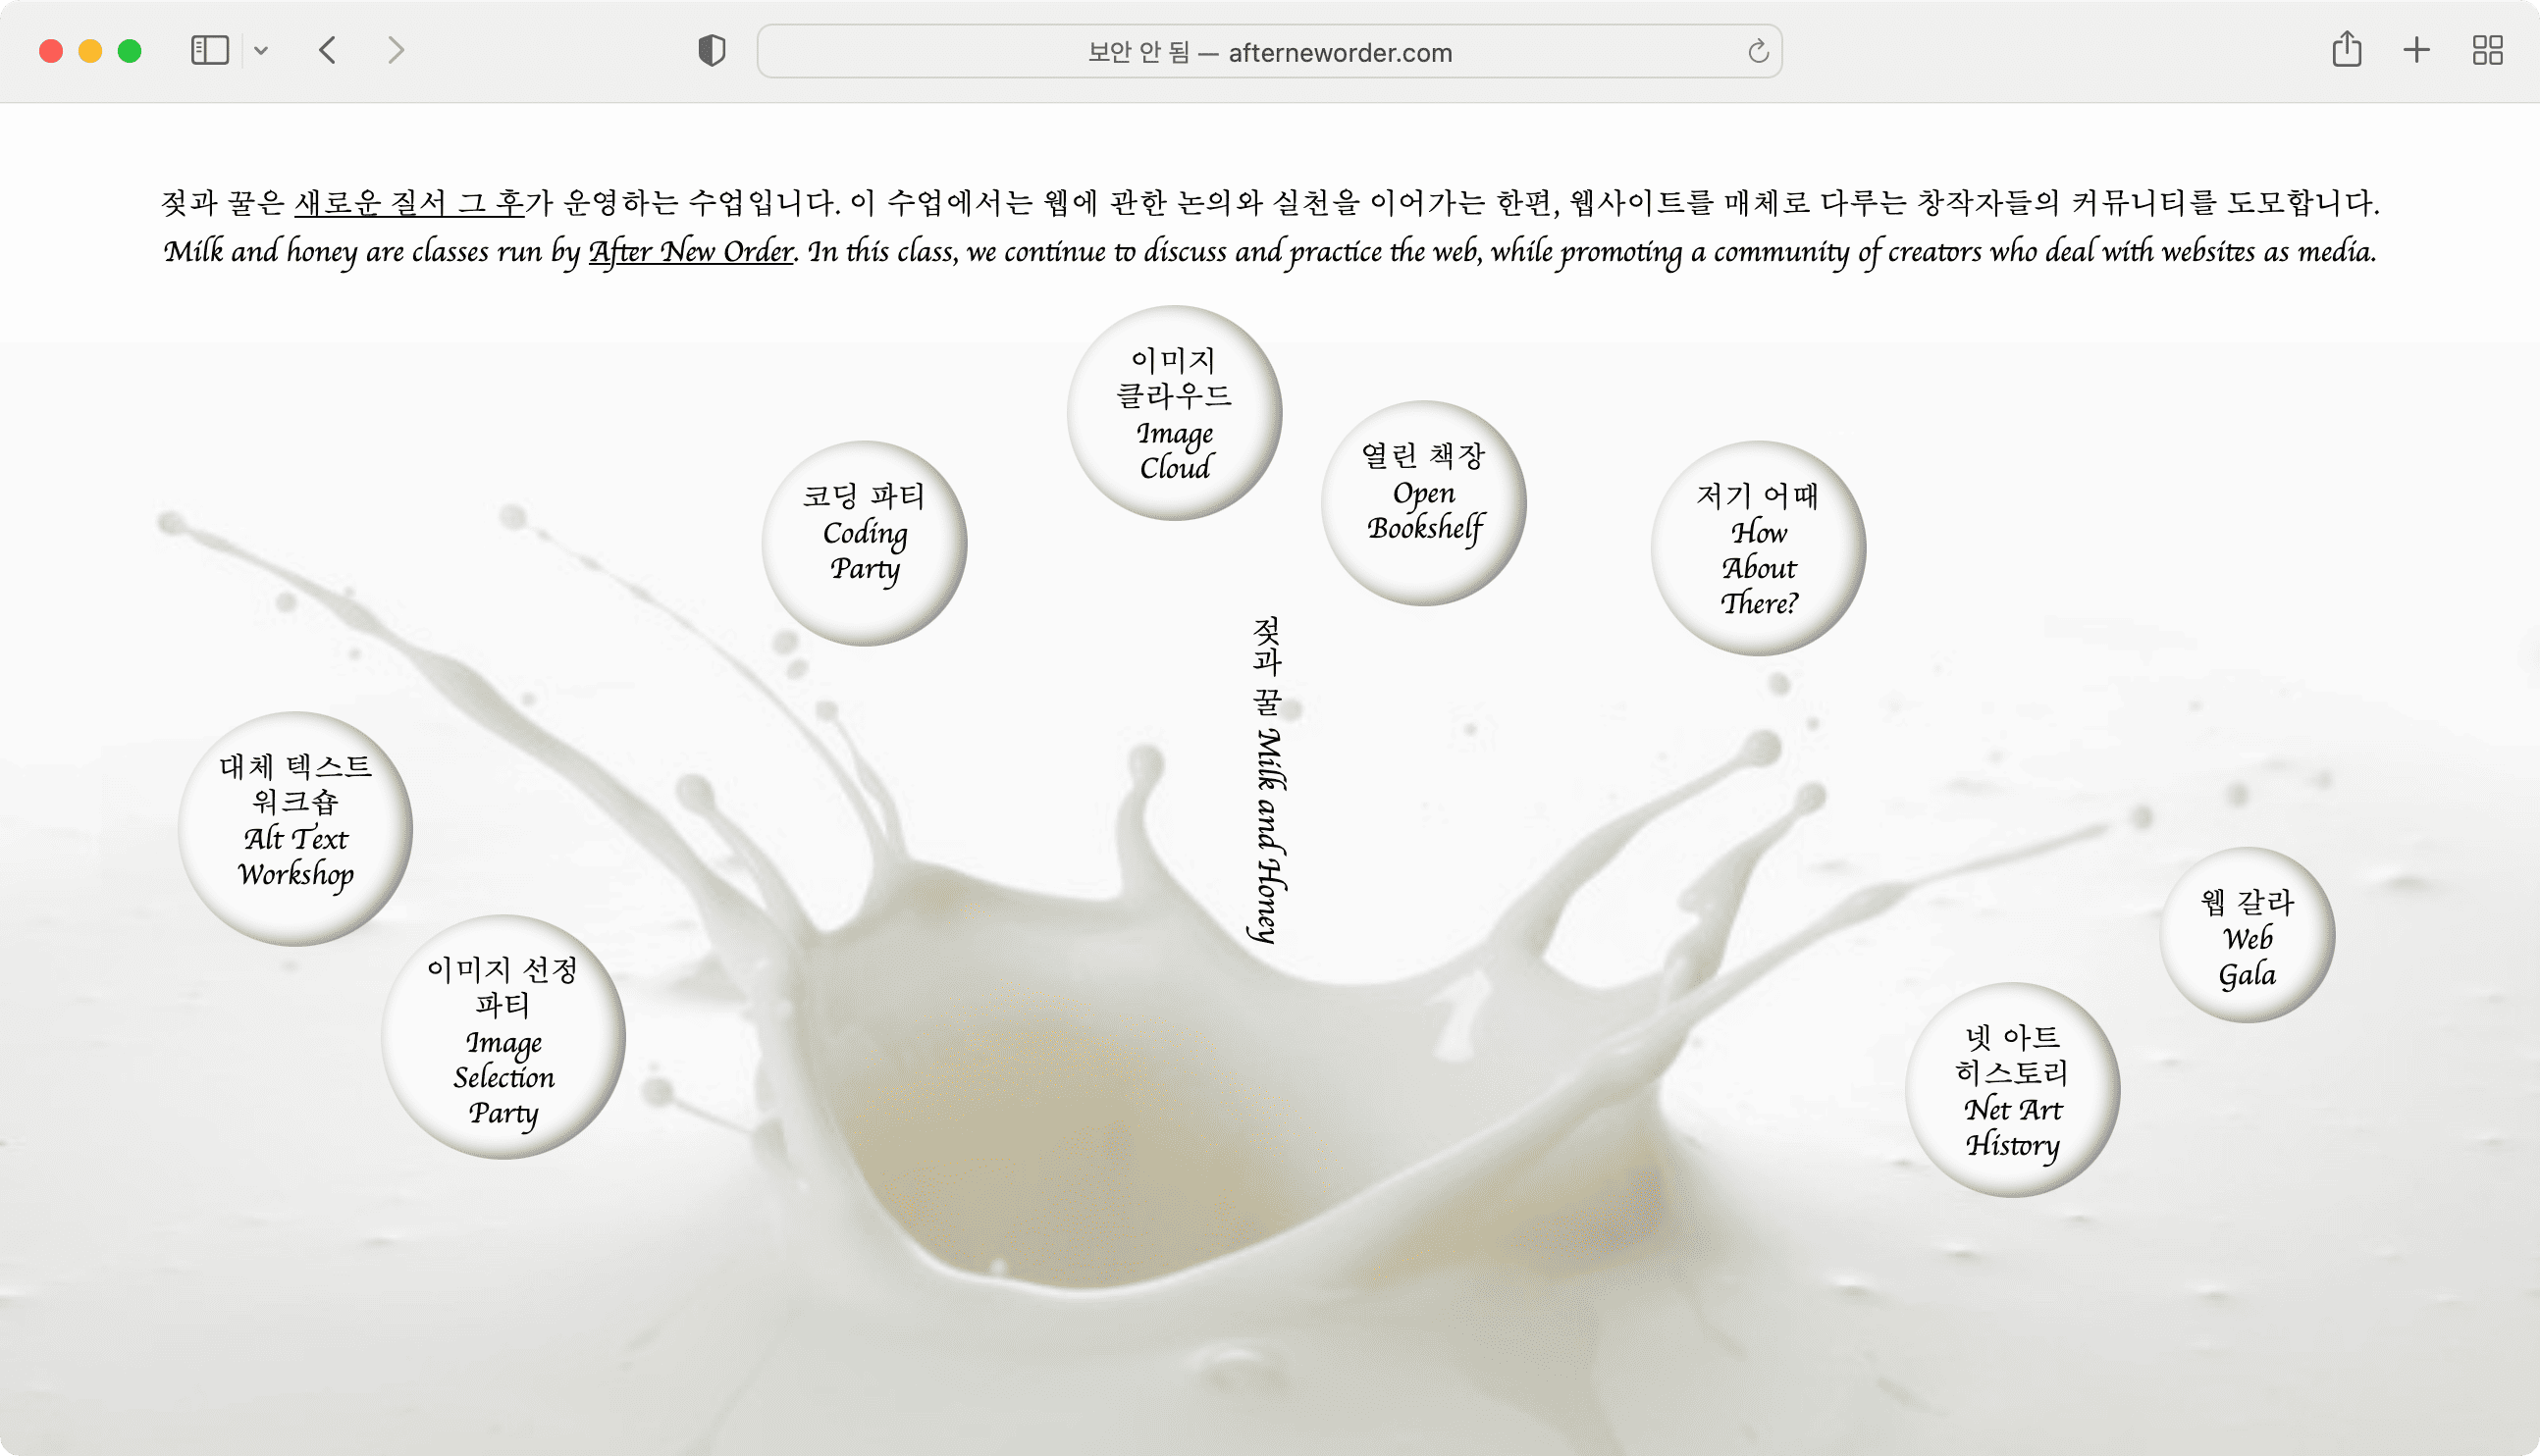 보안 안 됨 — afterneworder.com
젖과 꿀은 새로운 질서 그 후가 운영하는 수업입니다. 이 수업에서는 웹에 관한 논의와 실천을 이어가는 한편, 웹사이트를 매체로 다루는 창작자들의 커뮤니티를 도모합니다.
Milk and honey are classes run by After New Order. In this class, we continue to discuss and practice the web, while promoting a community of creators who deal with websites as media.
이미지
클라우드
Image
Cloud
열린 책장
Open
Bookshelf
코딩 파티
Coding
Party
저기 어때
How
About
There?
젖과 꿀 Milk and Honey
대체 텍스트
워크숍
Alt Text
Workshop
웹 갈라
Web
Gala
이미지 선정
파티
Image
Selection
Party
넷 아트
히스토리
Net Art
History